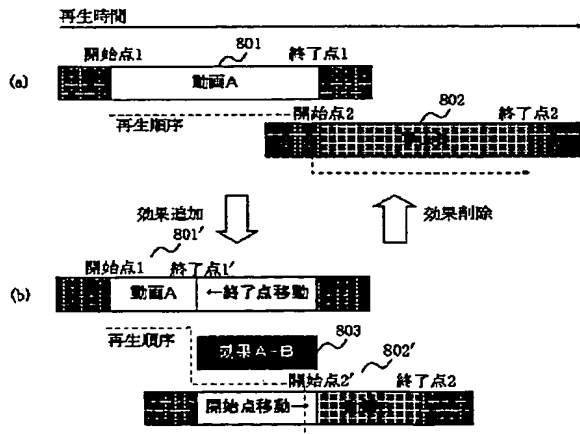 再生時間
801
開始点1 終了点1
(a) 動画A
802
開始点2 終了点2
再生順序
効果追加 効果削除
801'
開始点1 終了点1'
(b) 動画A ←終了点移動
再生順序
効果A-B 803
802'
開始点2' 終了点2
開始点移動→